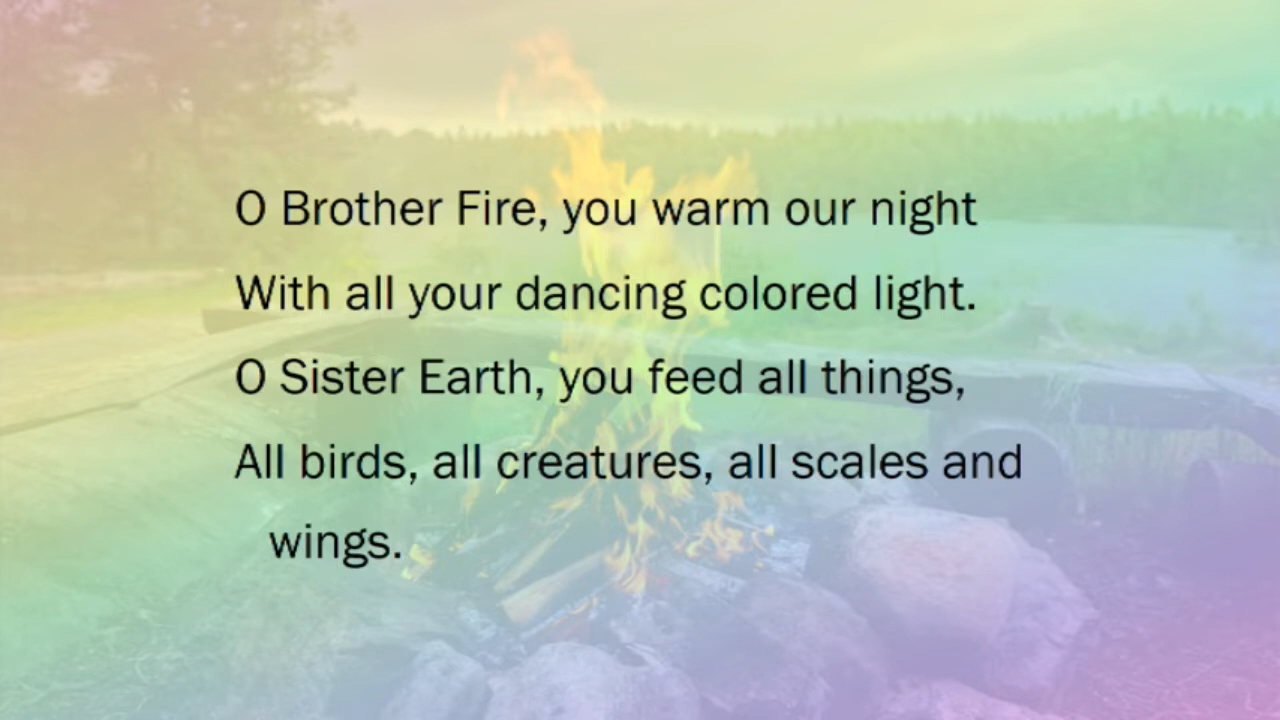 O Brother Fire, you warm our night
With all your dancing colored light.
O Sister Earth, you feed all things,
All birds, all creatures, all scales and
wings.